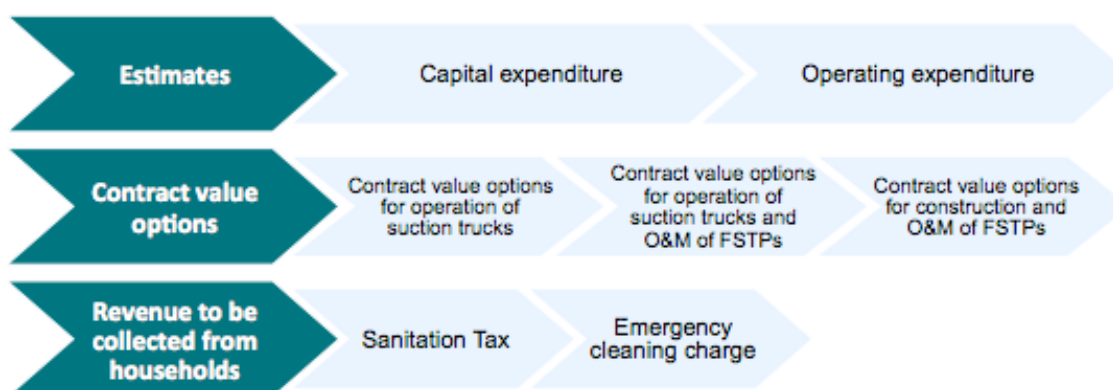 Estimates
Capital expenditure
Operating expenditure
Contract value
options
Contract value options
for operation of
suction trucks
Contract value options
for operation of
suction trucks and
O&M of FSTPs
Contract value options
for construction and
O&M of FSTPs
Revenue to be
collected from
households
Sanitation Tax
Emergency
cleaning charge